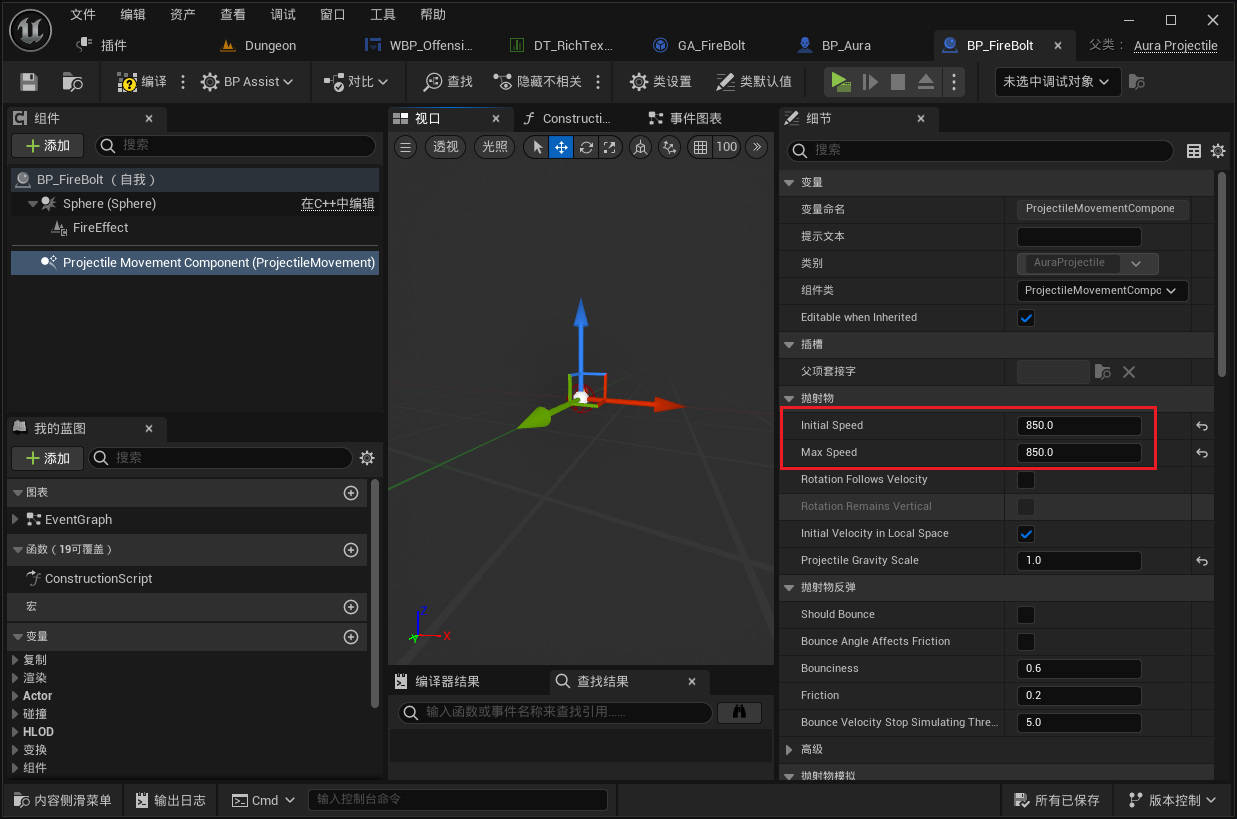 文件 编辑 资产 查看 调试 窗口 工具 帮助
插件 Dungeon WBP_Offensi... DT_RichTex... GA_FireBolt BP_Aura BP_FireBolt 父类： Aura Projectile
编译 BP Assist 对比 查找 隐藏不相关 类设置 类默认值 未选中调试对象
组件
添加 搜索
BP_FireBolt （自我）
Sphere (Sphere) 在C++中编辑
FireEffect
Projectile Movement Component (ProjectileMovement)
我的蓝图
添加 搜索
图表
EventGraph
函数（19可覆盖）
ConstructionScript
宏
变量
复制
渲染
Actor
碰撞
HLOD
变换
组件
视口 Constructi... 事件图表
透视 光照 100
Z
X
Y
编译器结果 查找结果
输入函数或事件名称来查找引用......
细节
搜索
变量
变量命名 ProjectileMovementCompone
提示文本
类别 AuraProjectile
组件类 ProjectileMovementCompo
Editable when Inherited
插槽
父项套接字
抛射物
Initial Speed 850.0
Max Speed 850.0
Rotation Follows Velocity
Rotation Remains Vertical
Initial Velocity in Local Space
Projectile Gravity Scale 1.0
抛射物反弹
Should Bounce
Bounce Angle Affects Friction
Bounciness 0.6
Friction 0.2
Bounce Velocity Stop Simulating Thre... 5.0
高级
抛射物模拟
内容侧滑菜单 输出日志 Cmd 输入控制台命令 所有已保存 版本控制